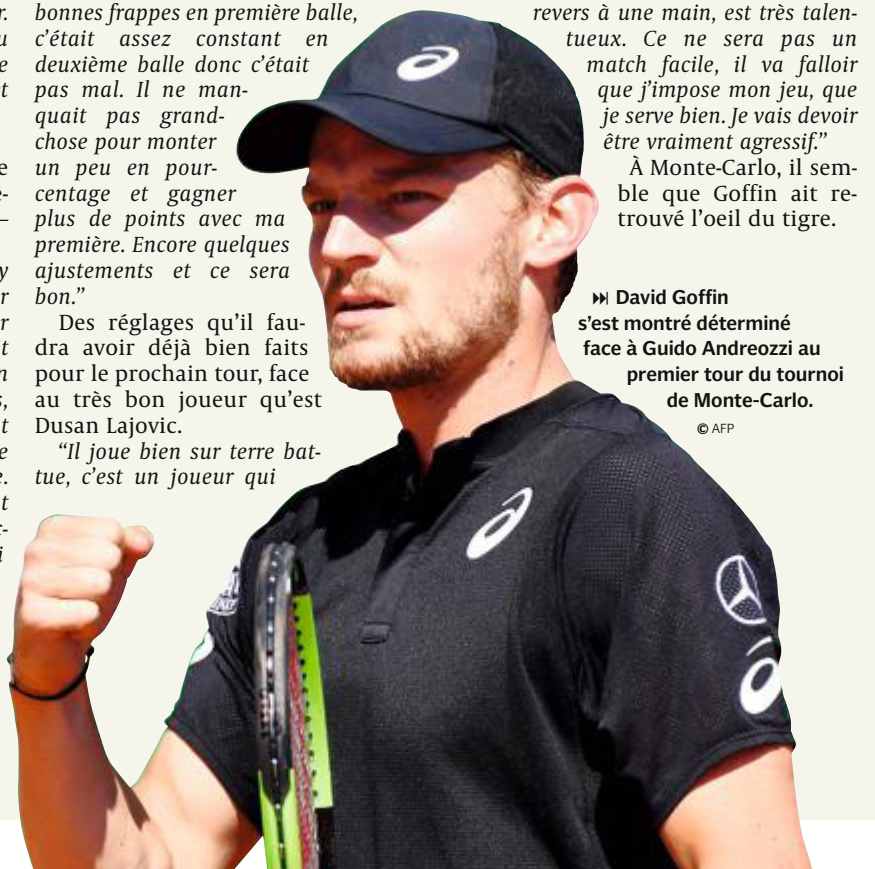 r.
u
e
t
e
e-
–
y
r
r
t
n
s,
t
e
e.
t
c-
i
bonnes frappes en première balle,
c'était assez constant en
deuxième balle donc c'était
pas mal. Il ne man-
quait pas grand-
chose pour monter
un peu en pour-
centage et gagner
plus de points avec ma
première. Encore quelques
ajustements et ce sera
bon.”
Des réglages qu'il fau-
dra avoir déjà bien faits
pour le prochain tour, face
au très bon joueur qu'est
Dusan Lajovic.
“Il joue bien sur terre bat-
tue, c'est un joueur qui
revers à une main, est très talen-
tueux. Ce ne sera pas un
match facile, il va falloir
que j'impose mon jeu, que
je serve bien. Je vais devoir
être vraiment agressif.”
À Monte-Carlo, il sem-
ble que Goffin ait re-
trouvé l'oeil du tigre.
David Goffin
s'est montré déterminé
face à Guido Andreozzi au
premier tour du tournoi
de Monte-Carlo.
© AFP